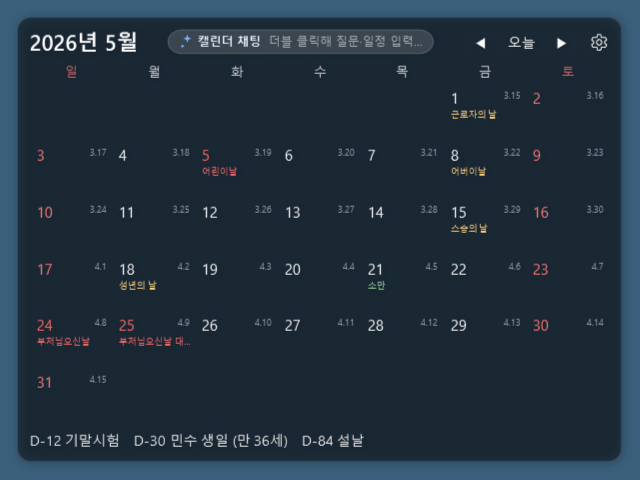 2026년 5월
캘린더 채팅 더블 클릭해 질문·일정 입력...
◀ 오늘 ▶
일 월 화 수 목 금 토
1 3.15 2 3.16
근로자의 날
3 3.17 4 3.18 5 3.19 6 3.20 7 3.21 8 3.22 9 3.23
어린이날 어버이날
10 3.24 11 3.25 12 3.26 13 3.27 14 3.28 15 3.29 16 3.30
스승의 날
17 4.1 18 4.2 19 4.3 20 4.4 21 4.5 22 4.6 23 4.7
성년의 날 소만
24 4.8 25 4.9 26 4.10 27 4.11 28 4.12 29 4.13 30 4.14
부처님오신날 부처님오신날 대...
31 4.15
D-12 기말시험 D-30 민수 생일 (만 36세) D-84 설날